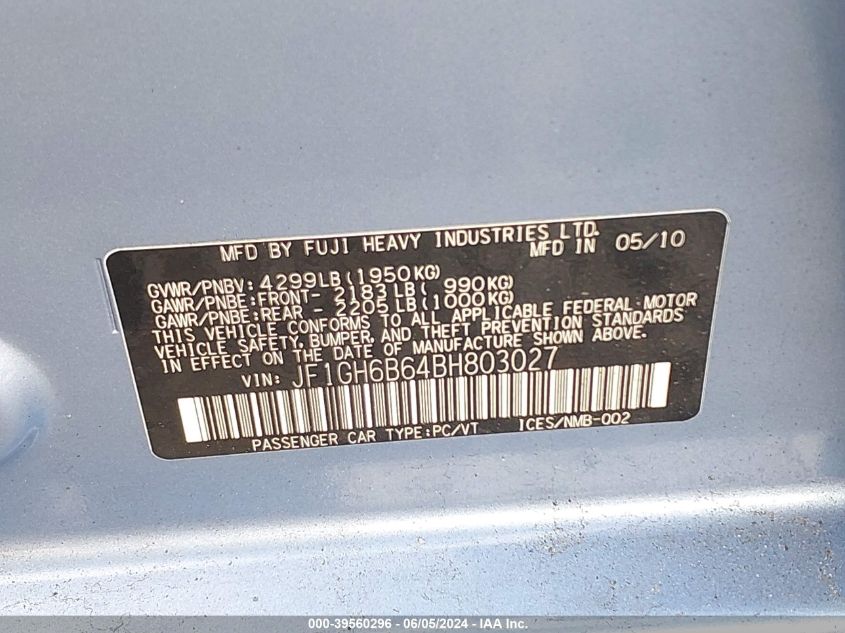 MFD BY FUJI HEAVY INDUSTRIES LTD.
MFD IN 05/10
GVWR/PNBV: 4299LB(1950KG)
GAWR/PNBE:FRONT- 2183LB( 990KG)
GAWR/PNBE:REAR - 2205LB(1000KG)
THIS VEHICLE CONFORMS TO ALL APPLICABLE FEDERAL MOTOR
VEHICLE SAFETY, BUMPER, AND THEFT PREVENTION STANDARDS
IN EFFECT ON THE DATE OF MANUFACTURE SHOWN ABOVE.
VIN: JF1GH6B64BH803027
PASSENGER CAR TYPE:PC/VT ICES/NMB-002
000-39560296 - 06/05/2024 - IAA Inc.